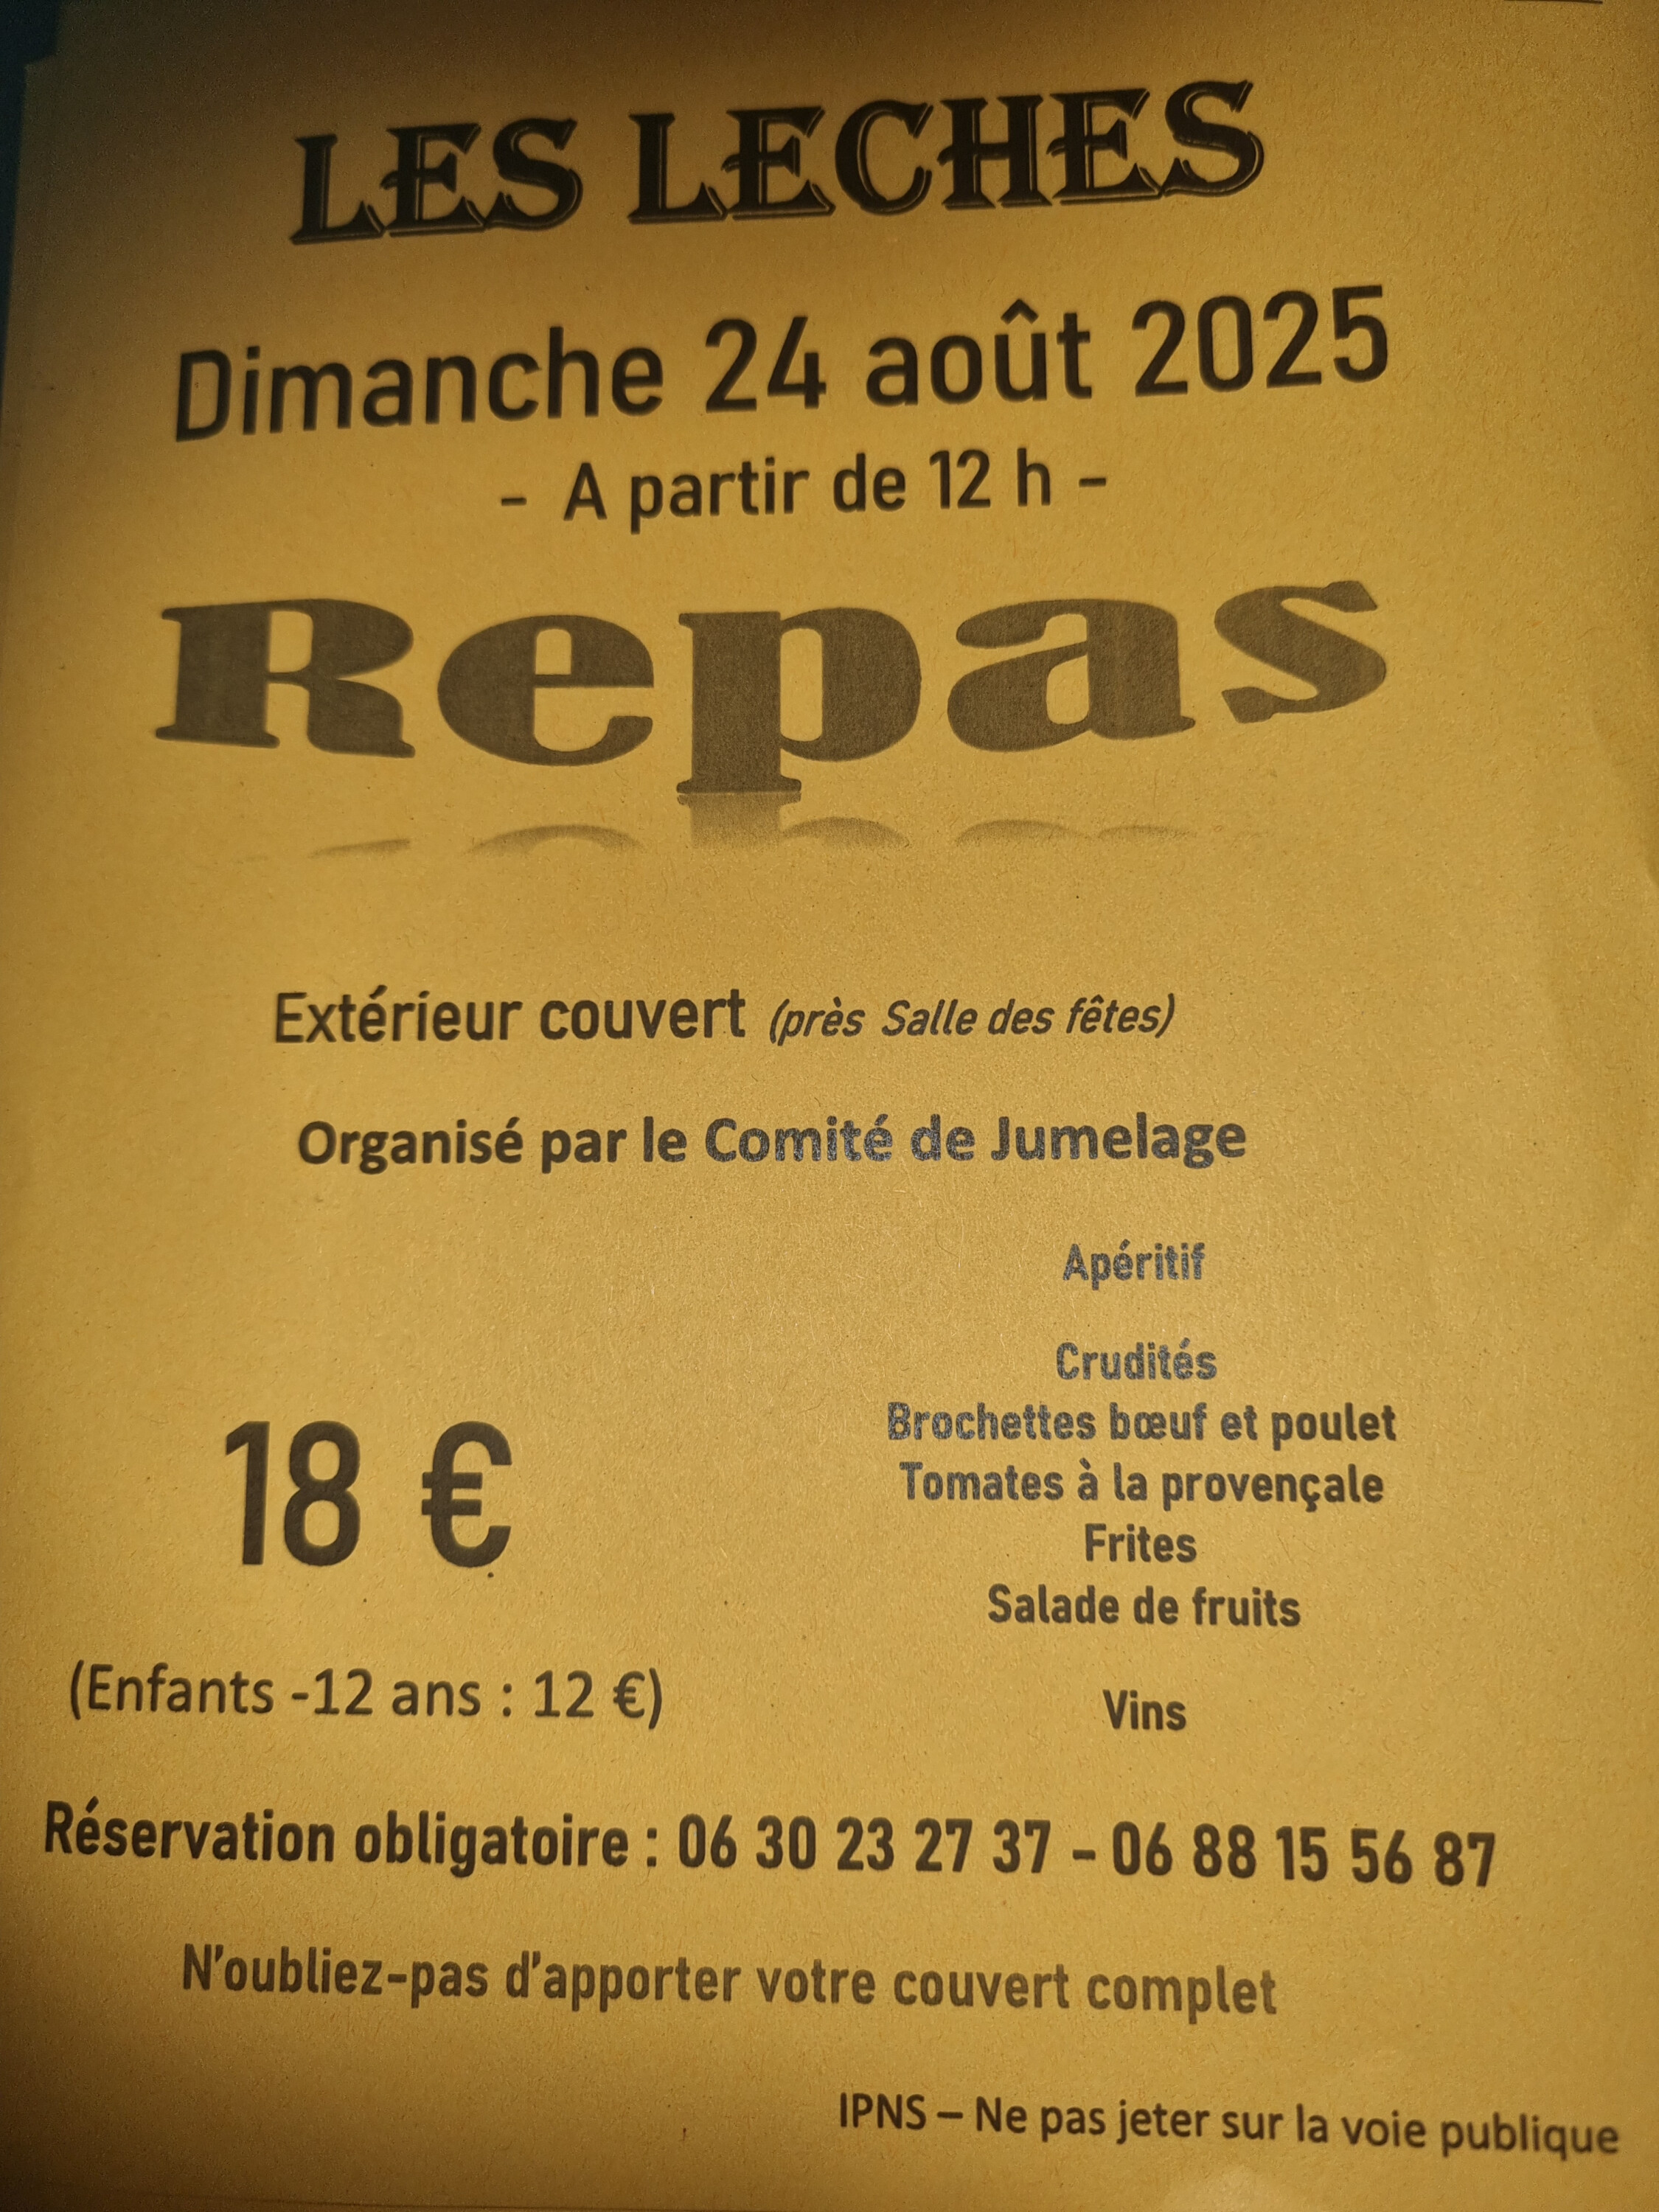 LES LECHES
Dimanche 24 août 2025
- A partir de 12 h -
Repas
Extérieur couvert (près Salle des fêtes)
Organisé par le Comité de Jumelage
Apéritif
Crudités
Brochettes bœuf et poulet
Tomates à la provençale
Frites
Salade de fruits
Vins
18 €
(Enfants -12 ans : 12 €)
Réservation obligatoire : 06 30 23 27 37 - 06 88 15 56 87
N'oubliez-pas d'apporter votre couvert complet
IPNS – Ne pas jeter sur la voie publique